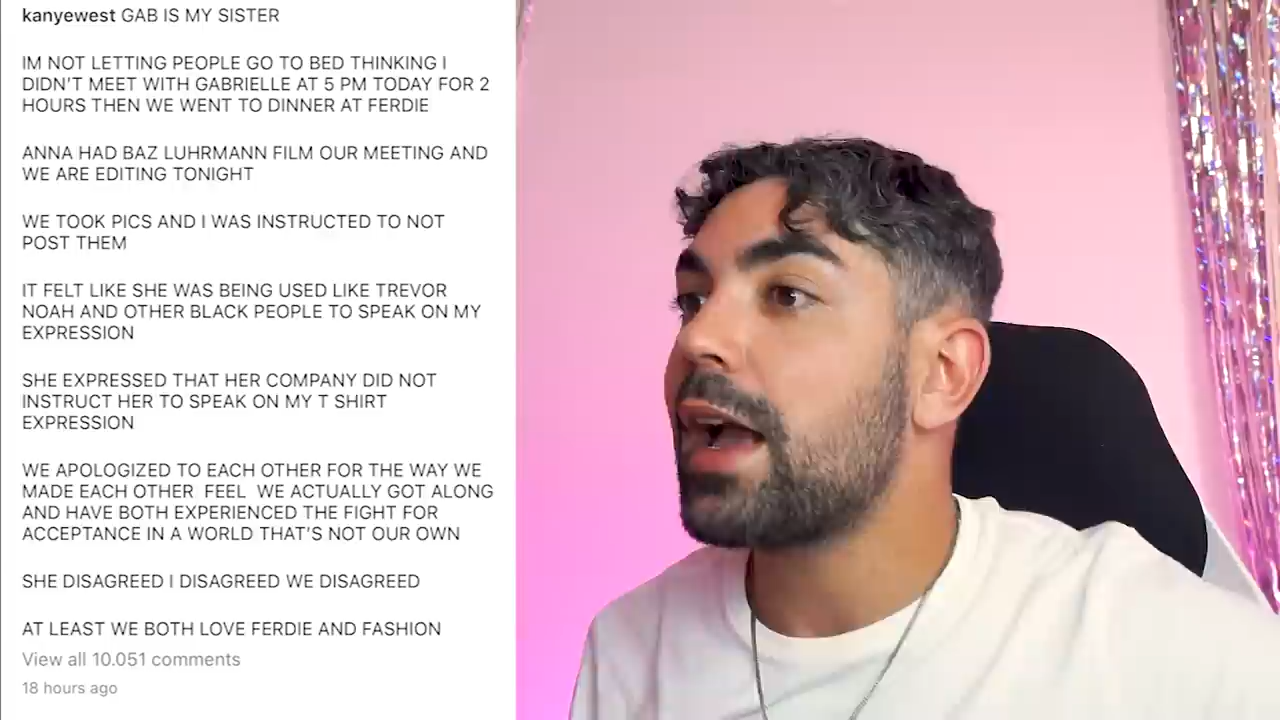 kanyewest GAB IS MY SISTER
IM NOT LETTING PEOPLE GO TO BED THINKING I
DIDN'T MEET WITH GABRIELLE AT 5 PM TODAY FOR 2
HOURS THEN WE WENT TO DINNER AT FERDIE
ANNA HAD BAZ LUHRMANN FILM OUR MEETING AND
WE ARE EDITING TONIGHT
WE TOOK PICS AND I WAS INSTRUCTED TO NOT
POST THEM
IT FELT LIKE SHE WAS BEING USED LIKE TREVOR
NOAH AND OTHER BLACK PEOPLE TO SPEAK ON MY
EXPRESSION
SHE EXPRESSED THAT HER COMPANY DID NOT
INSTRUCT HER TO SPEAK ON MY T SHIRT
EXPRESSION
WE APOLOGIZED TO EACH OTHER FOR THE WAY WE
MADE EACH OTHER  FEEL  WE ACTUALLY GOT ALONG
AND HAVE BOTH EXPERIENCED THE FIGHT FOR
ACCEPTANCE IN A WORLD THAT'S NOT OUR OWN
SHE DISAGREED I DISAGREED WE DISAGREED
AT LEAST WE BOTH LOVE FERDIE AND FASHION
View all 10.051 comments
18 hours ago